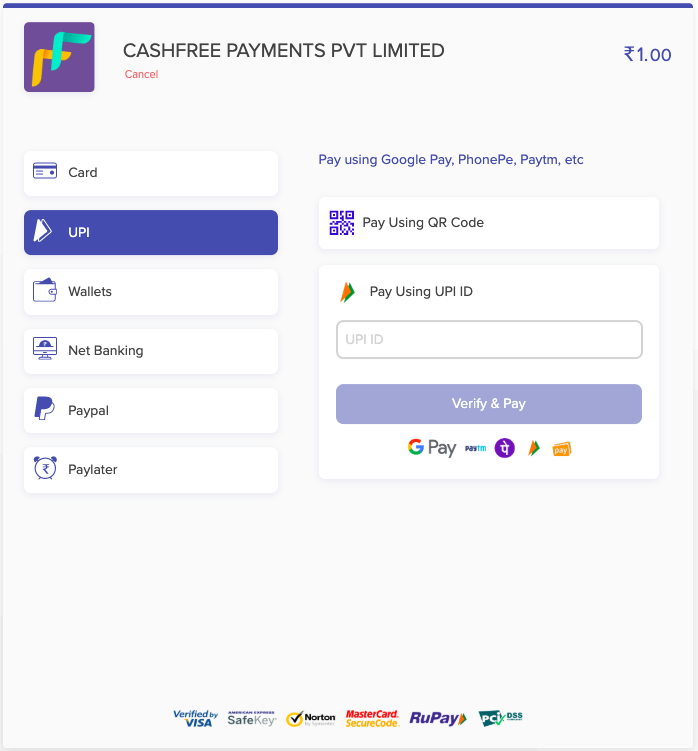 CASHFREE PAYMENTS PVT LIMITED
₹1.00
Cancel
Card
UPI
Wallets
Net Banking
Paypal
Paylater
Pay using Google Pay, PhonePe, Paytm, etc
Pay Using QR Code
Pay Using UPI ID
UPI ID
Verify & Pay
G Pay paytm पे pay
Verified by VISA
AMERICAN EXPRESS SafeKey
Norton by Symantec
MasterCard. SecureCode.
RuPay
PCI DSS